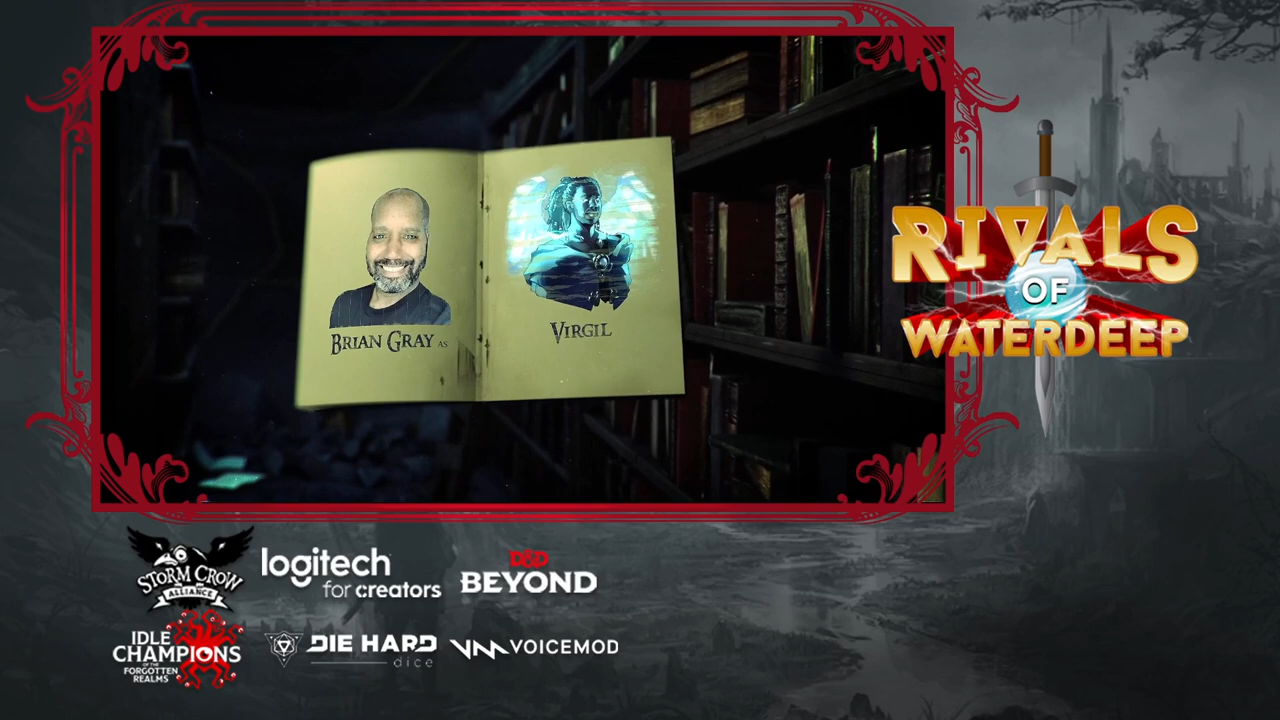 BRIAN GRAY AS
VIRGIL
RIVALS
OF
WATERDEEP
STORM CROW
ALLIANCE
logitech
for creators
D&D
BEYOND
IDLE
CHAMPIONS
OF THE
FORGOTTEN
REALMS
DIE HARD
dice
VOICEMOD